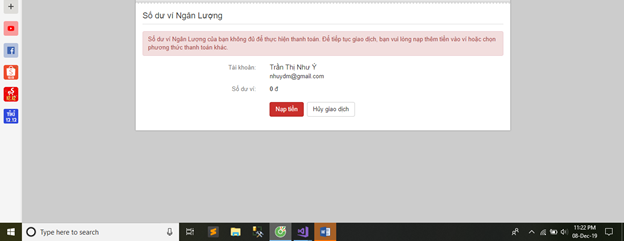 Số dư ví Ngân Lượng
Số dư ví Ngân Lượng của bạn không đủ để thực hiện thanh toán. Để tiếp tục giao dịch, bạn vui lòng nạp thêm tiền vào ví hoặc chọn
phương thức thanh toán khác.
Tài khoản: Trần Thị Như Ý
nhuydm@gmail.com
Số dư ví: 0 đ
Nạp tiền Hủy giao dịch
12.12
TIKI
12.12
Type here to search
11:22 PM
08-Dec-19